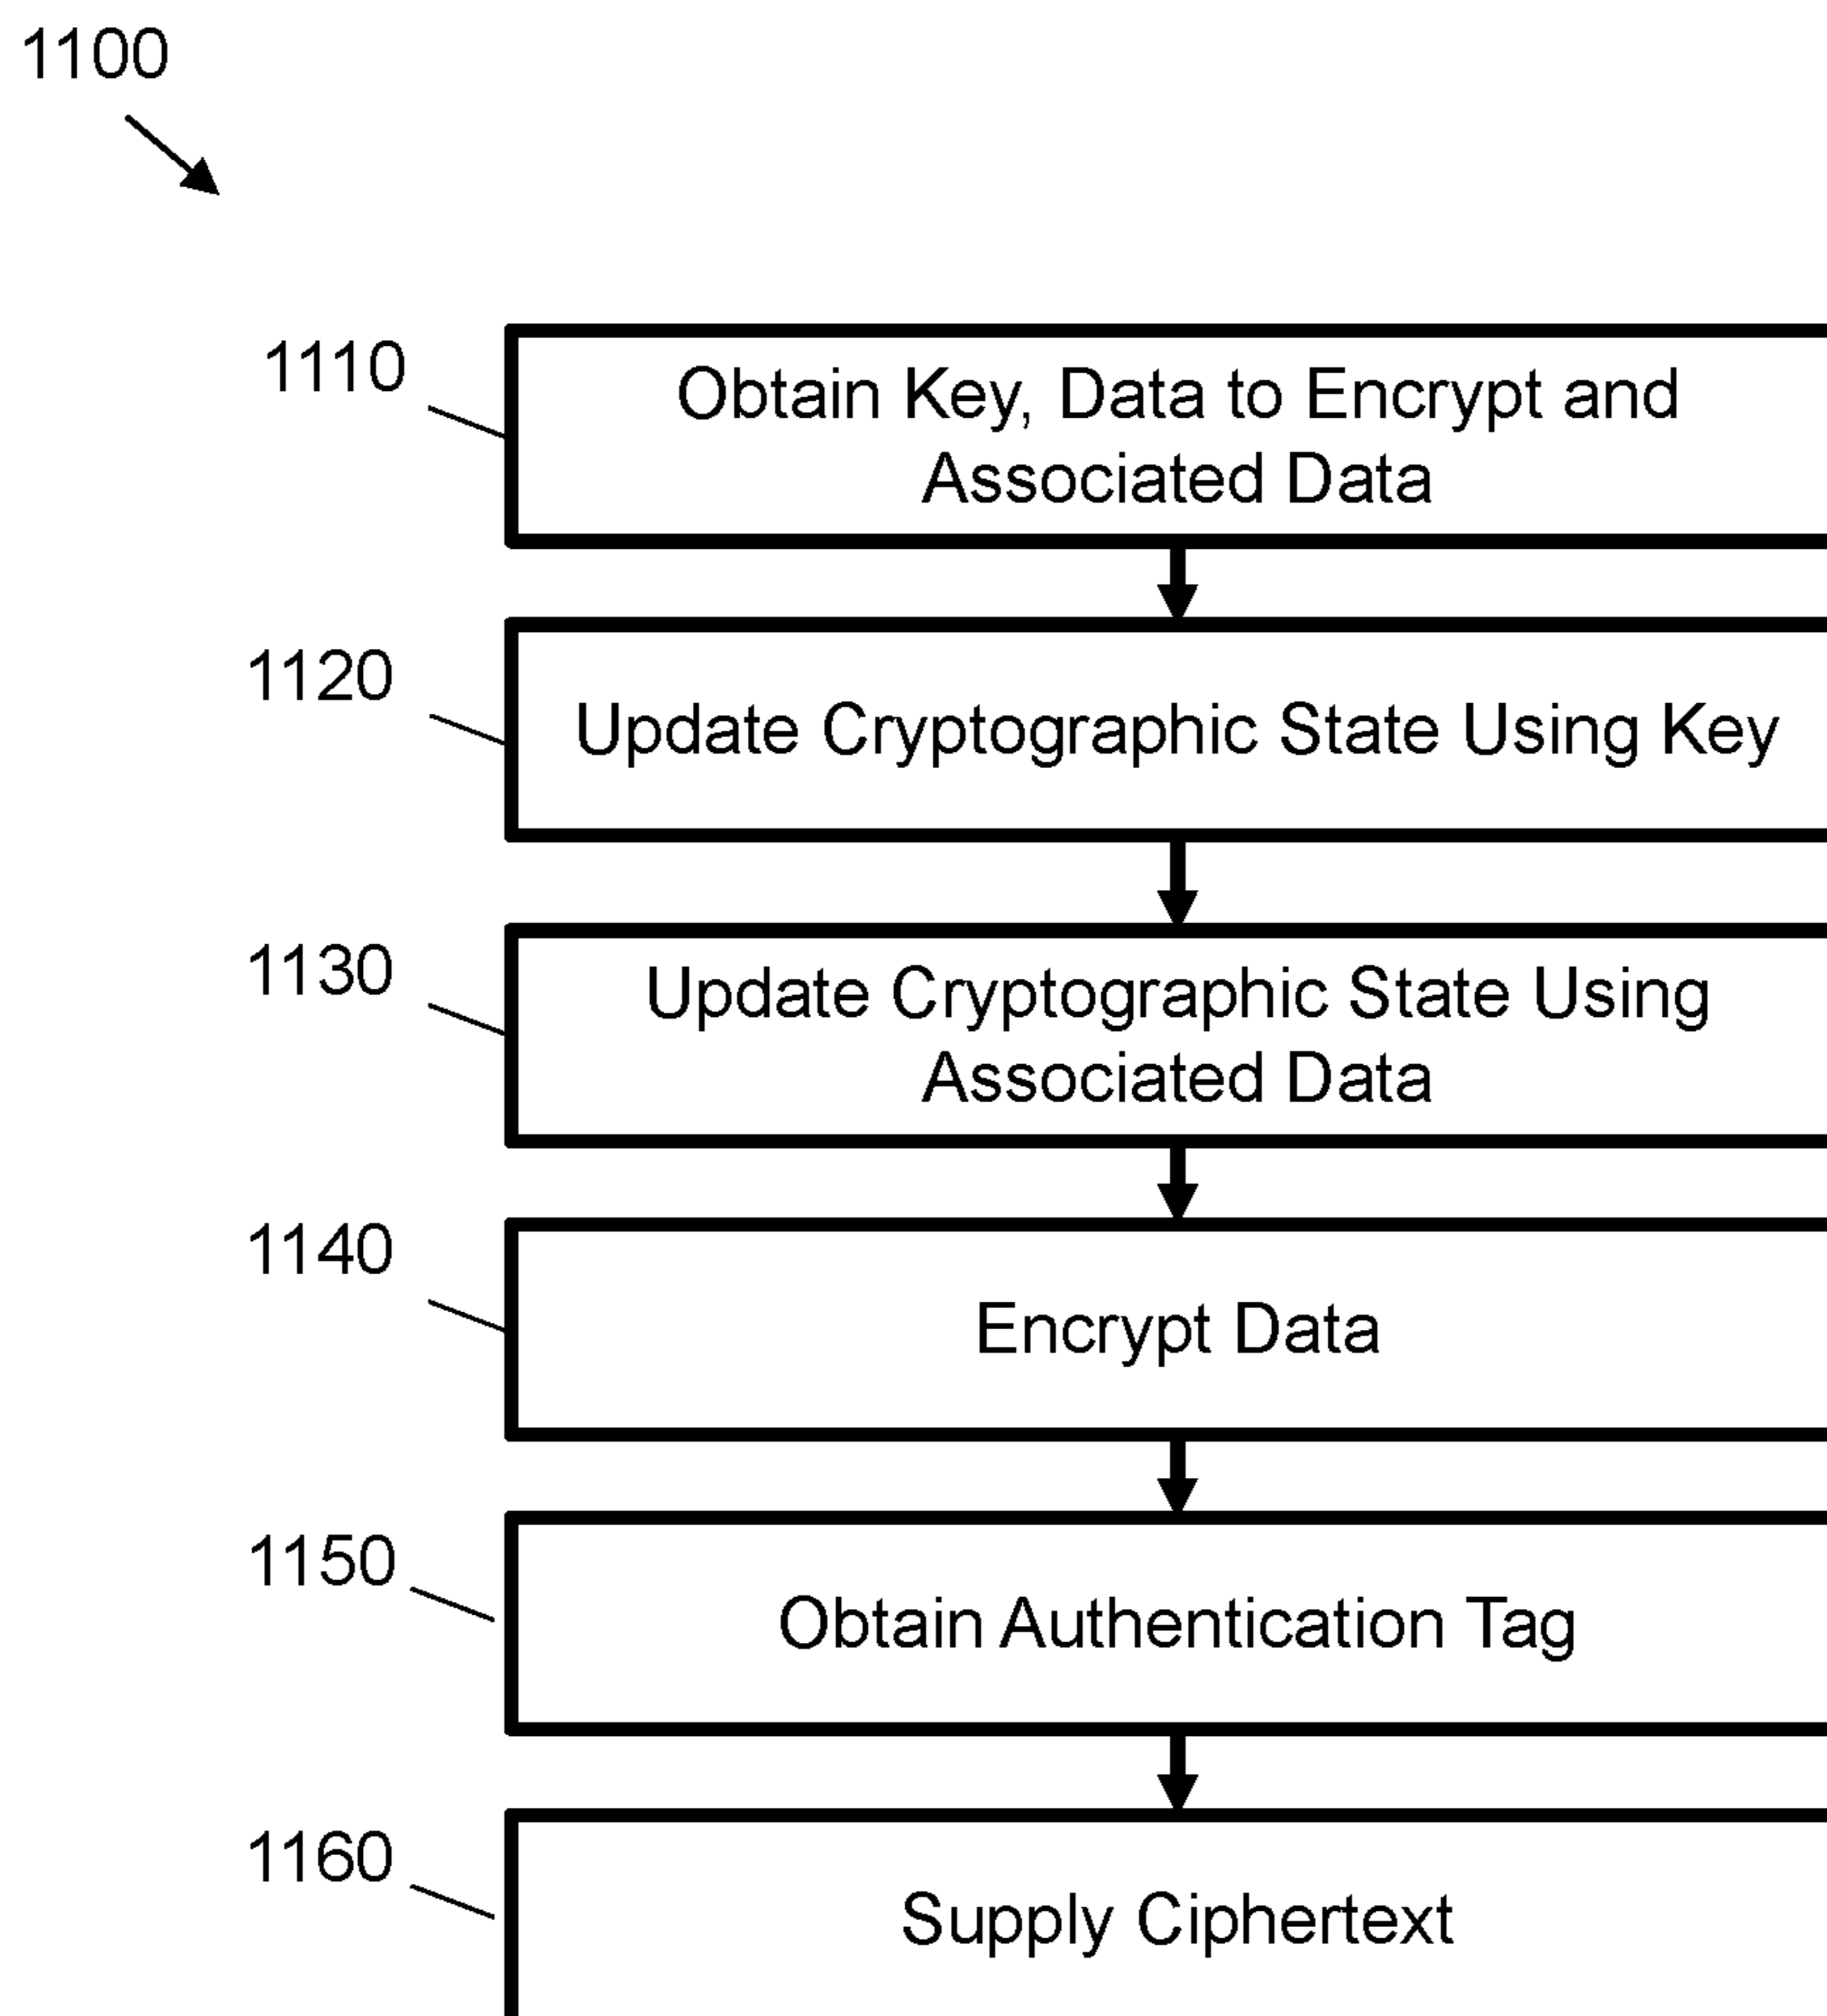 1100
1110
Obtain Key, Data to Encrypt and
Associated Data
1120
Update Cryptographic State Using Key
1130
Update Cryptographic State Using
Associated Data
1140
Encrypt Data
1150
Obtain Authentication Tag
1160
Supply Ciphertext